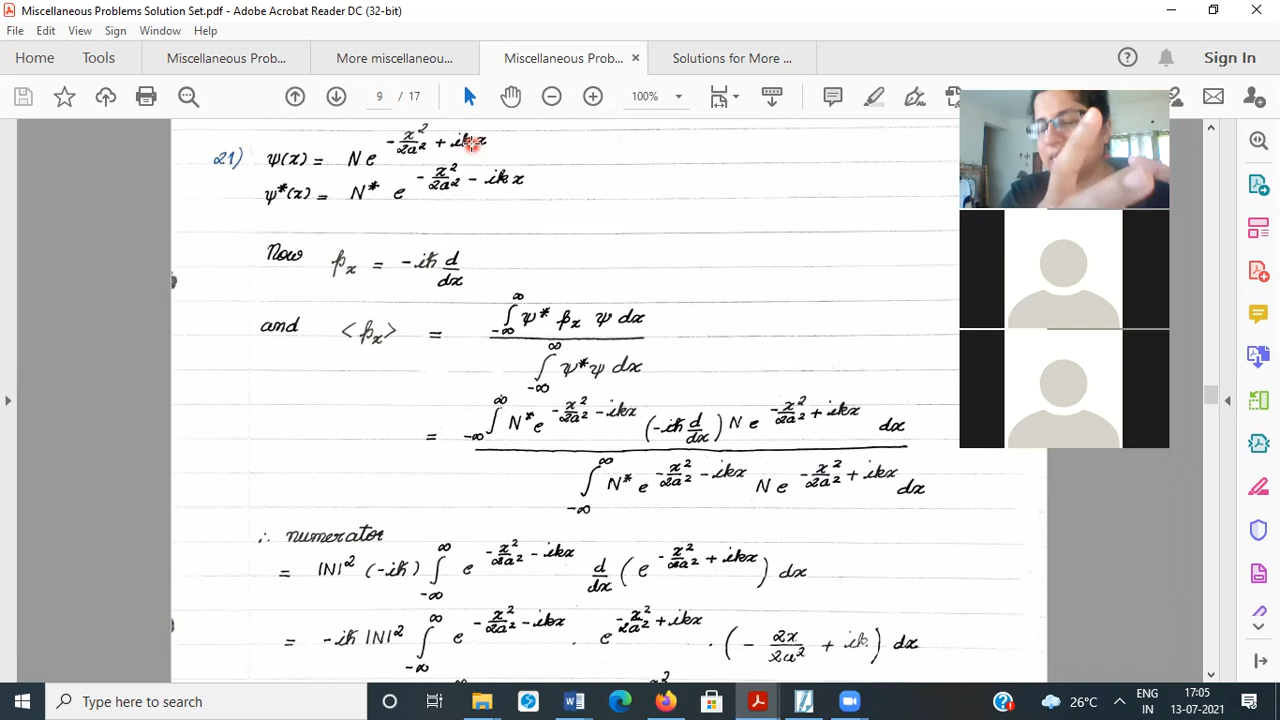 Miscellaneous Problems Solution Set.pdf - Adobe Acrobat Reader DC (32-bit)
File Edit View Sign Window Help
Home Tools Miscellaneous Prob... More miscellanuou... Miscellaneous Prob... × Solutions for More ... Sign In
9 / 17 100%
21) ψ(x) = N e^{-x²/2a² + ikx}
ψ*(x) = N* e^{-x²/2a² - ikx}
Now p_x = -iħ d/dx
and <p_x> = ∫_{-∞}^{∞} ψ* p_x ψ dx / ∫_{-∞}^{∞} ψ*ψ dx
= ∫_{-∞}^{∞} N* e^{-x²/2a² - ikx} (-iħ d/dx) N e^{-x²/2a² + ikx} dx / ∫_{-∞}^{∞} N* e^{-x²/2a² - ikx} N e^{-x²/2a² + ikx} dx
∴ numerator
= |N|² (-iħ) ∫_{-∞}^{∞} e^{-x²/2a² - ikx} d/dx (e^{-x²/2a² + ikx}) dx
= -iħ |N|² ∫_{-∞}^{∞} e^{-x²/2a² - ikx} . e^{-x²/2a² + ikx} . (- 2x/2a² + ik) dx
Type here to search 26°C ENG 17:05
IN 13-07-2021